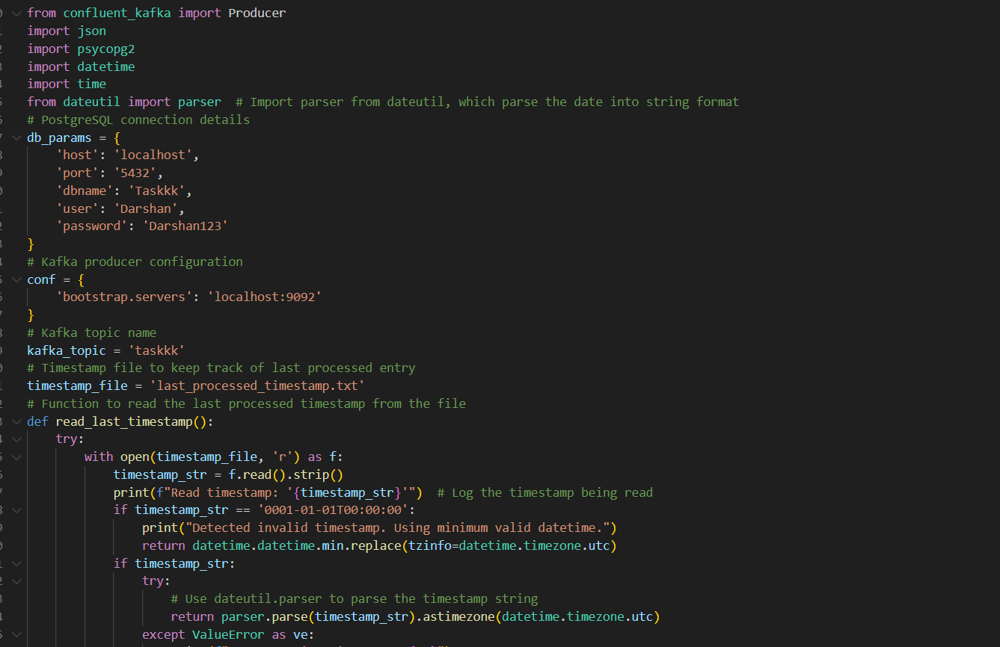 from confluent_kafka import Producer
import json
import psycopg2
import datetime
import time
from dateutil import parser  # Import parser from dateutil, which parse the date into string format
# PostgreSQL connection details
db_params = {
    'host': 'localhost',
    'port': '5432',
    'dbname': 'Taskkk',
    'user': 'Darshan',
    'password': 'Darshan123'
}
# Kafka producer configuration
conf = {
    'bootstrap.servers': 'localhost:9092'
}
# Kafka topic name
kafka_topic = 'taskkk'
# Timestamp file to keep track of last processed entry
timestamp_file = 'last_processed_timestamp.txt'
# Function to read the last processed timestamp from the file
def read_last_timestamp():
    try:
        with open(timestamp_file, 'r') as f:
            timestamp_str = f.read().strip()
            print(f"Read timestamp: '{timestamp_str}'")  # Log the timestamp being read
            if timestamp_str == '0001-01-01T00:00:00':
                print("Detected invalid timestamp. Using minimum valid datetime.")
                return datetime.datetime.min.replace(tzinfo=datetime.timezone.utc)
            if timestamp_str:
                try:
                    # Use dateutil.parser to parse the timestamp string
                    return parser.parse(timestamp_str).astimezone(datetime.timezone.utc)
                except ValueError as ve: